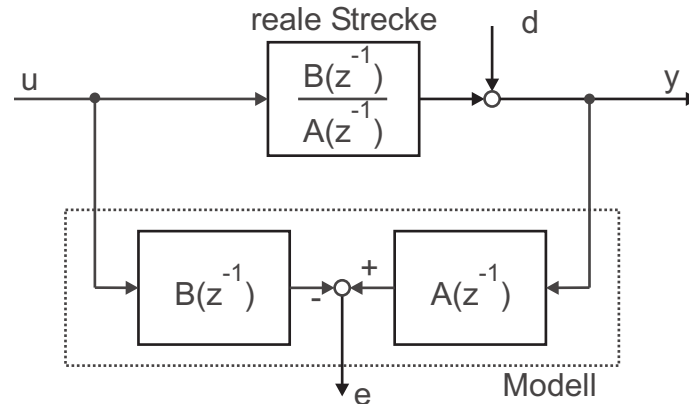 reale Strecke
d
u
B(z⁻¹)
A(z⁻¹)
y
B(z⁻¹)
-
+
A(z⁻¹)
e
Modell